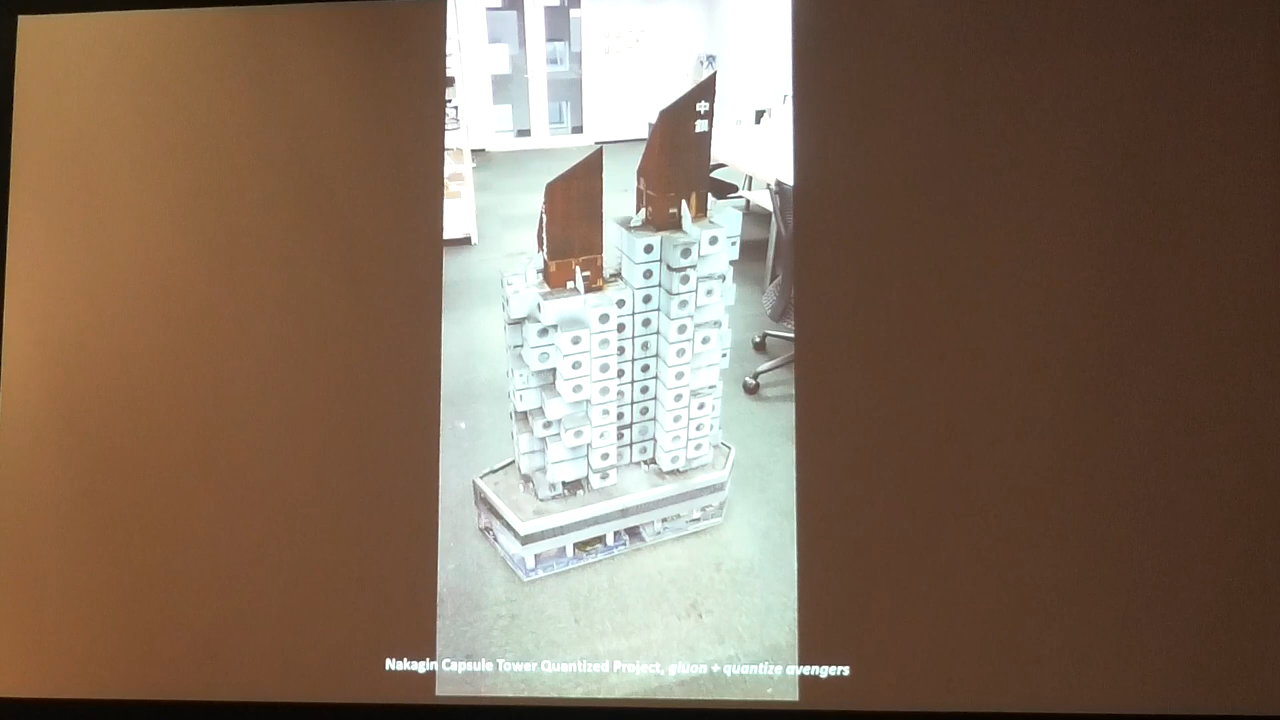 中
銀
Nakagin Capsule Tower Quantized Project, gluon + quantize avengers